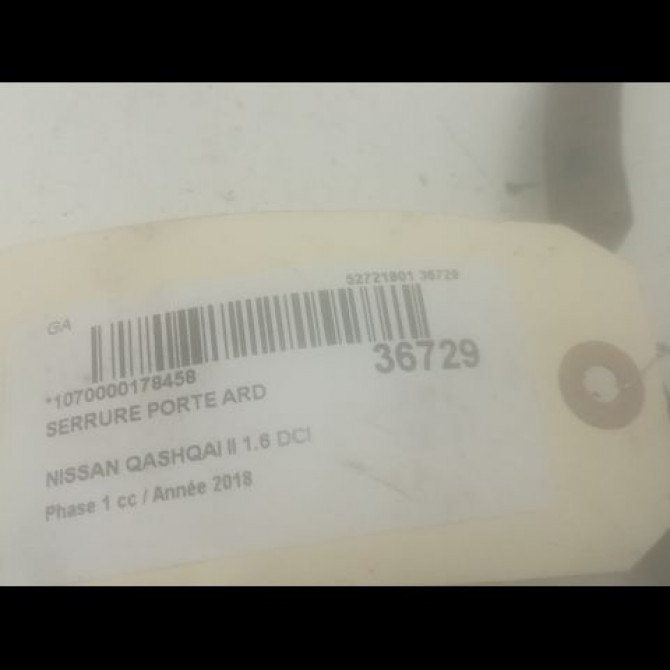 52721801 36729
GA
36729
*1070000178458
SERRURE PORTE ARD
NISSAN QASHQAI II 1.6 DCI
Phase 1 cc / Année 2018